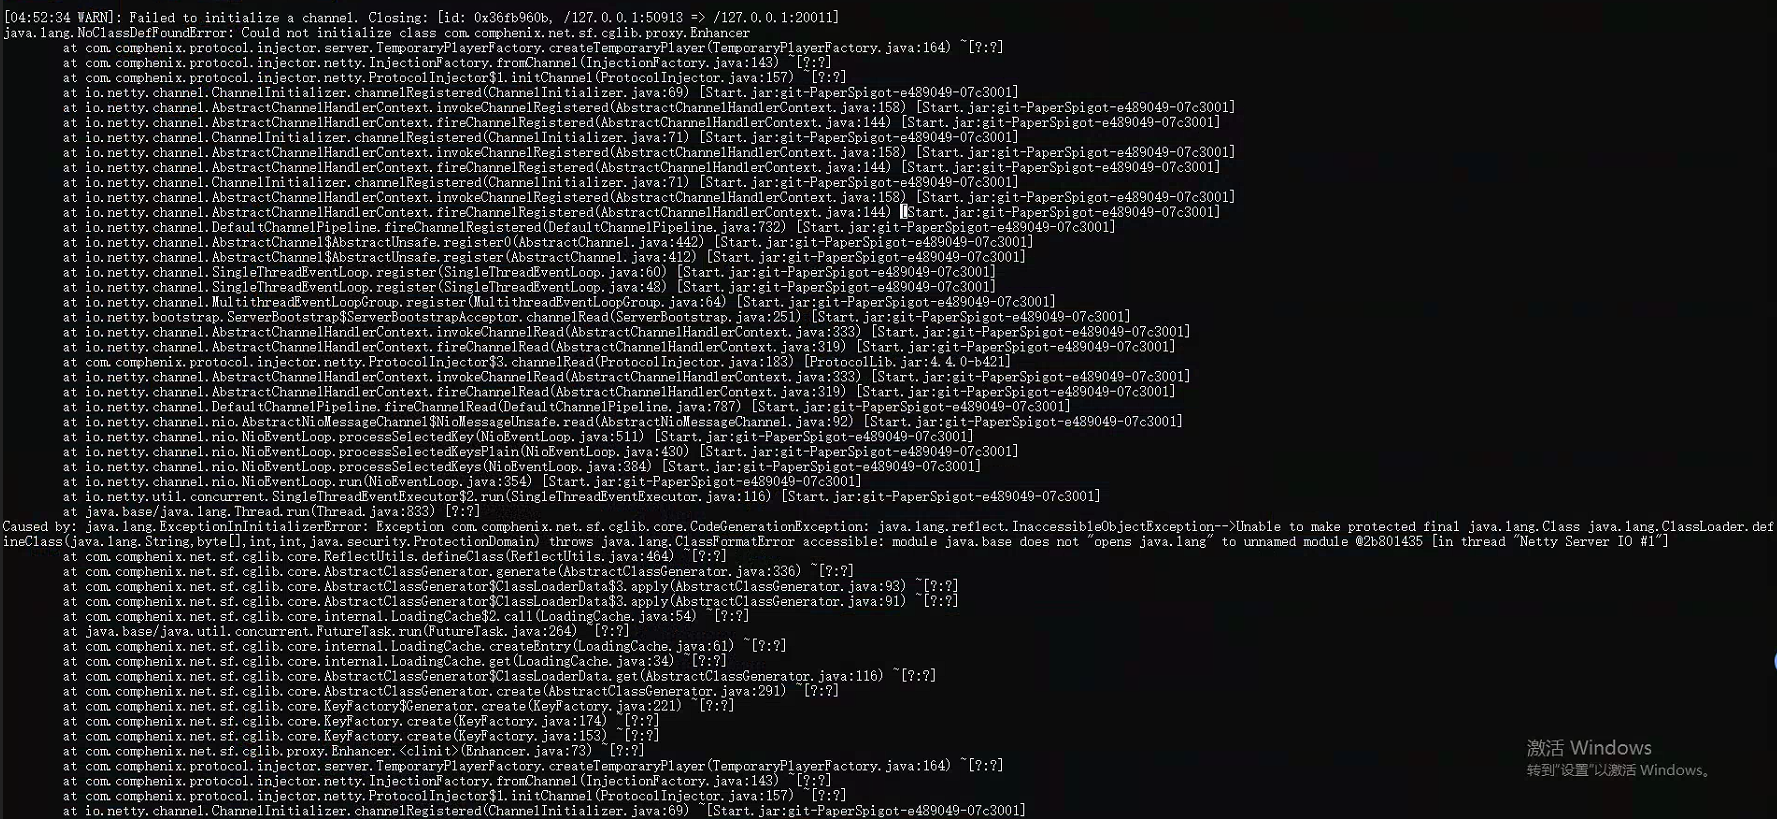 [04:52:34 WARN]: Failed to initialize a channel. Closing: [id: 0x36fb960b, /127.0.0.1:50913 => /127.0.0.1:20011]
java.lang.NoClassDefFoundError: Could not initialize class com.comphenix.net.sf.cglib.proxy.Enhancer
at com.comphenix.protocol.injector.server.TemporaryPlayerFactory.createTemporaryPlayer(TemporaryPlayerFactory.java:164) ~[?:?]
at com.comphenix.protocol.injector.netty.InjectionFactory.fromChannel(InjectionFactory.java:143) ~[?:?]
at com.comphenix.protocol.injector.netty.ProtocolInjector$1.initChannel(ProtocolInjector.java:157) ~[?:?]
at io.netty.channel.ChannelInitializer.channelRegistered(ChannelInitializer.java:69) [Start.jar:git-PaperSpigot-e489049-07c3001]
at io.netty.channel.AbstractChannelHandlerContext.invokeChannelRegistered(AbstractChannelHandlerContext.java:158) [Start.jar:git-PaperSpigot-e489049-07c3001]
at io.netty.channel.AbstractChannelHandlerContext.fireChannelRegistered(AbstractChannelHandlerContext.java:144) [Start.jar:git-PaperSpigot-e489049-07c3001]
at io.netty.channel.ChannelInitializer.channelRegistered(ChannelInitializer.java:71) [Start.jar:git-PaperSpigot-e489049-07c3001]
at io.netty.channel.AbstractChannelHandlerContext.invokeChannelRegistered(AbstractChannelHandlerContext.java:158) [Start.jar:git-PaperSpigot-e489049-07c3001]
at io.netty.channel.AbstractChannelHandlerContext.fireChannelRegistered(AbstractChannelHandlerContext.java:144) [Start.jar:git-PaperSpigot-e489049-07c3001]
at io.netty.channel.ChannelInitializer.channelRegistered(ChannelInitializer.java:71) [Start.jar:git-PaperSpigot-e489049-07c3001]
at io.netty.channel.AbstractChannelHandlerContext.invokeChannelRegistered(AbstractChannelHandlerContext.java:158) [Start.jar:git-PaperSpigot-e489049-07c3001]
at io.netty.channel.AbstractChannelHandlerContext.fireChannelRegistered(AbstractChannelHandlerContext.java:144) [Start.jar:git-PaperSpigot-e489049-07c3001]
at io.netty.channel.DefaultChannelPipeline.fireChannelRegistered(DefaultChannelPipeline.java:732) [Start.jar:git-PaperSpigot-e489049-07c3001]
at io.netty.channel.AbstractChannel$AbstractUnsafe.register0(AbstractChannel.java:442) [Start.jar:git-PaperSpigot-e489049-07c3001]
at io.netty.channel.AbstractChannel$AbstractUnsafe.register(AbstractChannel.java:412) [Start.jar:git-PaperSpigot-e489049-07c3001]
at io.netty.channel.SingleThreadEventLoop.register(SingleThreadEventLoop.java:60) [Start.jar:git-PaperSpigot-e489049-07c3001]
at io.netty.channel.SingleThreadEventLoop.register(SingleThreadEventLoop.java:48) [Start.jar:git-PaperSpigot-e489049-07c3001]
at io.netty.channel.MultithreadEventLoopGroup.register(MultithreadEventLoopGroup.java:64) [Start.jar:git-PaperSpigot-e489049-07c3001]
at io.netty.bootstrap.ServerBootstrap$ServerBootstrapAcceptor.channelRead(ServerBootstrap.java:251) [Start.jar:git-PaperSpigot-e489049-07c3001]
at io.netty.channel.AbstractChannelHandlerContext.invokeChannelRead(AbstractChannelHandlerContext.java:333) [Start.jar:git-PaperSpigot-e489049-07c3001]
at io.netty.channel.AbstractChannelHandlerContext.fireChannelRead(AbstractChannelHandlerContext.java:319) [Start.jar:git-PaperSpigot-e489049-07c3001]
at com.comphenix.protocol.injector.netty.ProtocolInjector$3.channelRead(ProtocolInjector.java:183) [ProtocolLib.jar:4.4.0-b421]
at io.netty.channel.AbstractChannelHandlerContext.invokeChannelRead(AbstractChannelHandlerContext.java:333) [Start.jar:git-PaperSpigot-e489049-07c3001]
at io.netty.channel.AbstractChannelHandlerContext.fireChannelRead(AbstractChannelHandlerContext.java:319) [Start.jar:git-PaperSpigot-e489049-07c3001]
at io.netty.channel.DefaultChannelPipeline.fireChannelRead(DefaultChannelPipeline.java:787) [Start.jar:git-PaperSpigot-e489049-07c3001]
at io.netty.channel.nio.AbstractNioMessageChannel$NioMessageUnsafe.read(AbstractNioMessageChannel.java:92) [Start.jar:git-PaperSpigot-e489049-07c3001]
at io.netty.channel.nio.NioEventLoop.processSelectedKey(NioEventLoop.java:511) [Start.jar:git-PaperSpigot-e489049-07c3001]
at io.netty.channel.nio.NioEventLoop.processSelectedKeysPlain(NioEventLoop.java:430) [Start.jar:git-PaperSpigot-e489049-07c3001]
at io.netty.channel.nio.NioEventLoop.processSelectedKeys(NioEventLoop.java:384) [Start.jar:git-PaperSpigot-e489049-07c3001]
at io.netty.channel.nio.NioEventLoop.run(NioEventLoop.java:354) [Start.jar:git-PaperSpigot-e489049-07c3001]
at io.netty.util.concurrent.SingleThreadEventExecutor$2.run(SingleThreadEventExecutor.java:116) [Start.jar:git-PaperSpigot-e489049-07c3001]
at java.base/java.lang.Thread.run(Thread.java:833) [?:?]
Caused by: java.lang.ExceptionInInitializerError: Exception com.comphenix.net.sf.cglib.core.CodeGenerationException: java.lang.reflect.InaccessibleObjectException-->Unable to make protected final java.lang.Class java.lang.ClassLoader.def
ineClass(java.lang.String,byte[],int,int,java.security.ProtectionDomain) throws java.lang.ClassFormatError accessible: module java.base does not "opens java.lang" to unnamed module @2b801435 [in thread "Netty Server IO #1"]
at com.comphenix.net.sf.cglib.core.ReflectUtils.defineClass(ReflectUtils.java:464) ~[?:?]
at com.comphenix.net.sf.cglib.core.AbstractClassGenerator.generate(AbstractClassGenerator.java:336) ~[?:?]
at com.comphenix.net.sf.cglib.core.AbstractClassGenerator$ClassLoaderData$3.apply(AbstractClassGenerator.java:93) ~[?:?]
at com.comphenix.net.sf.cglib.core.AbstractClassGenerator$ClassLoaderData$3.apply(AbstractClassGenerator.java:91) ~[?:?]
at com.comphenix.net.sf.cglib.core.internal.LoadingCache$2.call(LoadingCache.java:54) ~[?:?]
at java.base/java.util.concurrent.FutureTask.run(FutureTask.java:264) ~[?:?]
at com.comphenix.net.sf.cglib.core.internal.LoadingCache.createEntry(LoadingCache.java:61) ~[?:?]
at com.comphenix.net.sf.cglib.core.internal.LoadingCache.get(LoadingCache.java:34) ~[?:?]
at com.comphenix.net.sf.cglib.core.AbstractClassGenerator$ClassLoaderData.get(AbstractClassGenerator.java:116) ~[?:?]
at com.comphenix.net.sf.cglib.core.AbstractClassGenerator.create(AbstractClassGenerator.java:291) ~[?:?]
at com.comphenix.net.sf.cglib.core.KeyFactory$Generator.create(KeyFactory.java:221) ~[?:?]
at com.comphenix.net.sf.cglib.core.KeyFactory.create(KeyFactory.java:174) ~[?:?]
at com.comphenix.net.sf.cglib.core.KeyFactory.create(KeyFactory.java:153) ~[?:?]
at com.comphenix.net.sf.cglib.proxy.Enhancer.<clinit>(Enhancer.java:73) ~[?:?]
at com.comphenix.protocol.injector.server.TemporaryPlayerFactory.createTemporaryPlayer(TemporaryPlayerFactory.java:164) ~[?:?]
at com.comphenix.protocol.injector.netty.InjectionFactory.fromChannel(InjectionFactory.java:143) ~[?:?]
at com.comphenix.protocol.injector.netty.ProtocolInjector$1.initChannel(ProtocolInjector.java:157) ~[?:?]
at io.netty.channel.ChannelInitializer.channelRegistered(ChannelInitializer.java:69) ~[Start.jar:git-PaperSpigot-e489049-07c3001]
激活 Windows
转到"设置"以激活 Windows。